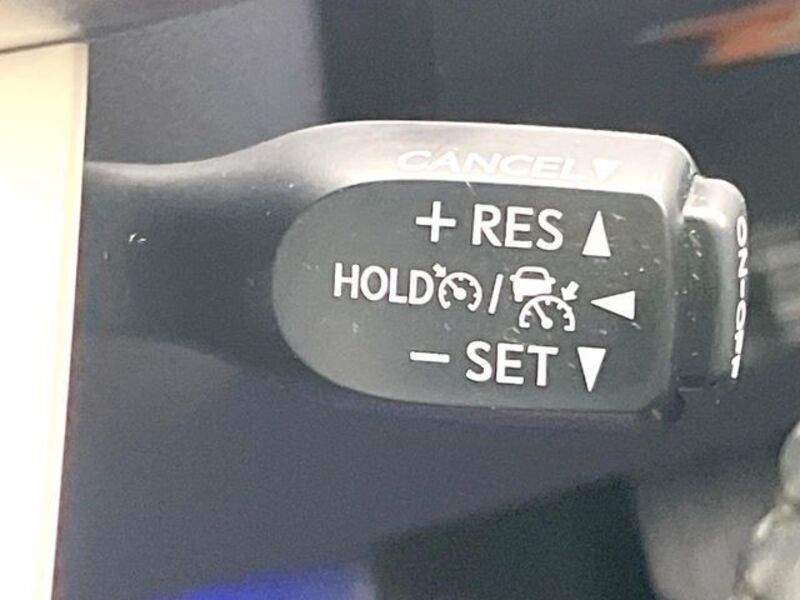 CANCEL▼
+ RES ▲
HOLD / ◀
− SET ▼
ON-OFF